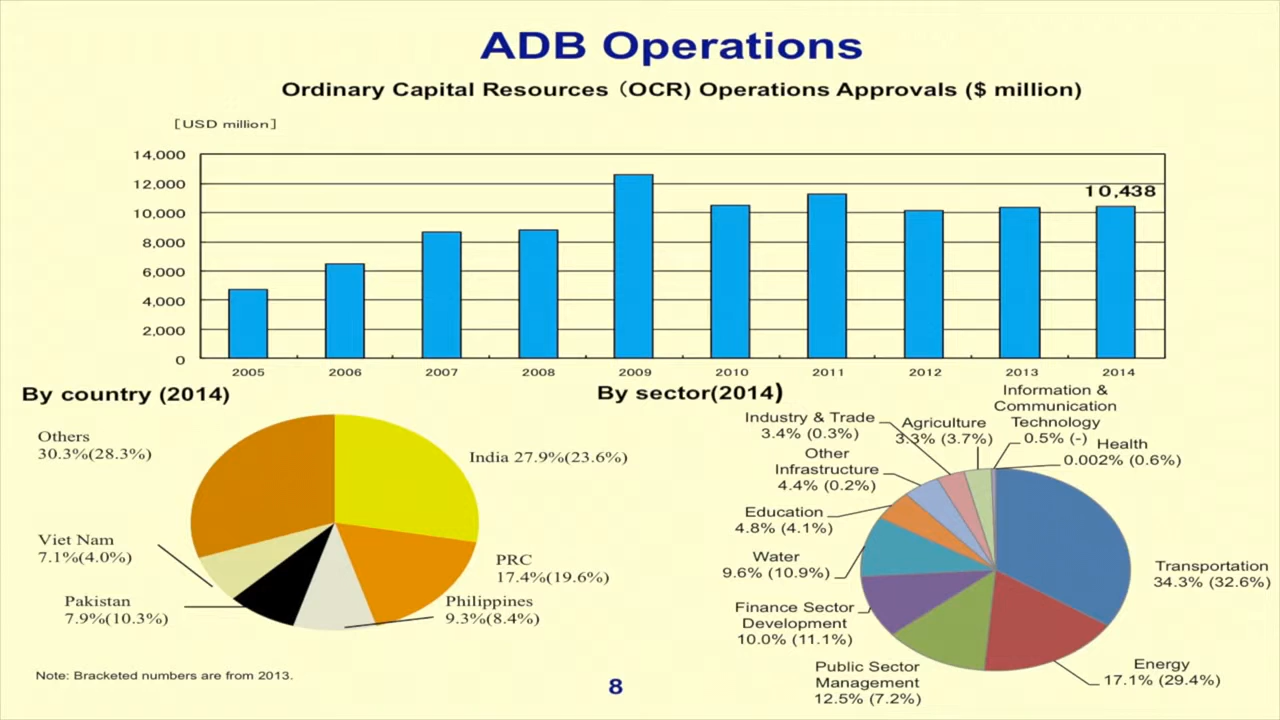 ADB Operations
Ordinary Capital Resources （OCR) Operations Approvals ($ million)
［USD million］
14,000
12,000
10,000
8,000
6,000
4,000
2,000
0
10,438
2005 2006 2007 2008 2009 2010 2011 2012 2013 2014
By country (2014)
Others
30.3%(28.3%)
India 27.9%(23.6%)
Viet Nam
7.1%(4.0%)
PRC
17.4%(19.6%)
Pakistan
7.9%(10.3%)
Philippines
9.3%(8.4%)
Note: Bracketed numbers are from 2013.
By sector(2014)
Information &
Communication
Technology
0.5% (-)
Industry & Trade
3.4% (0.3%)
Agriculture
3.3% (3.7%)
Health
0.002% (0.6%)
Other
Infrastructure
4.4% (0.2%)
Education
4.8% (4.1%)
Water
9.6% (10.9%)
Transportation
34.3% (32.6%)
Finance Sector
Development
10.0% (11.1%)
Public Sector
Management
12.5% (7.2%)
Energy
17.1% (29.4%)
8